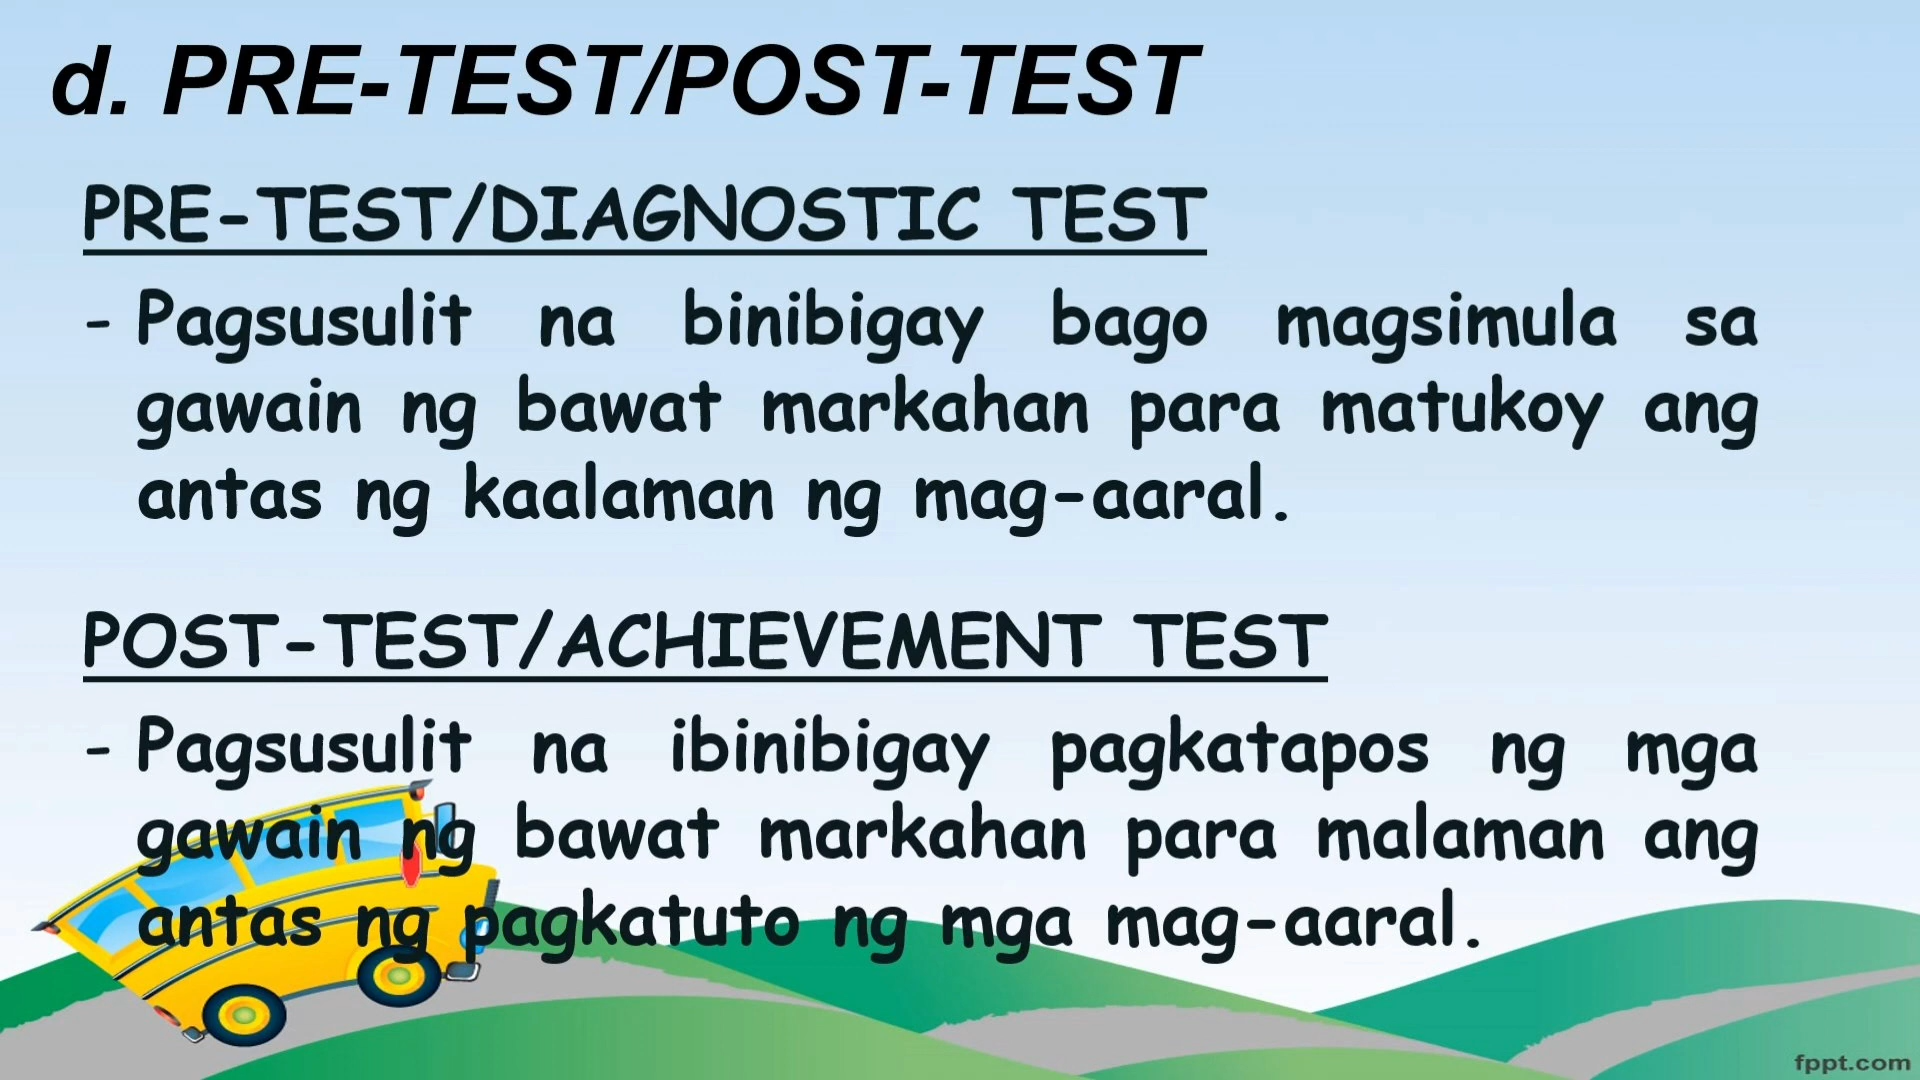 d. PRE-TEST/POST-TEST
PRE-TEST/DIAGNOSTIC TEST
- Pagsusulit na binibigay bago magsimula sa
gawain ng bawat markahan para matukoy ang
antas ng kaalaman ng mag-aaral.
POST-TEST/ACHIEVEMENT TEST
- Pagsusulit na ibinibigay pagkatapos ng mga
gawain ng bawat markahan para malaman ang
antas ng pagkatuto ng mga mag-aaral.
fppt.com